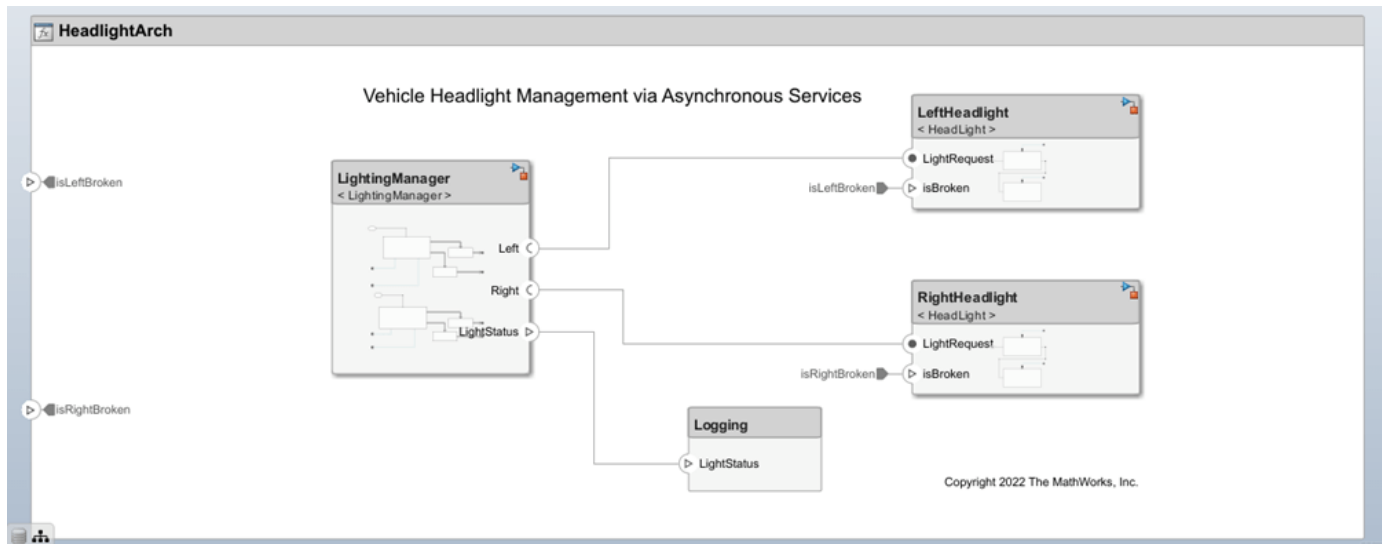 HeadlightArch
Vehicle Headlight Management via Asynchronous Services
isLeftBroken
isRightBroken
LightingManager
< LightingManager >
Left
Right
LightStatus
LeftHeadlight
< HeadLight >
LightRequest
isLeftBroken
isBroken
RightHeadlight
< HeadLight >
LightRequest
isRightBroken
isBroken
Logging
LightStatus
Copyright 2022 The MathWorks, Inc.